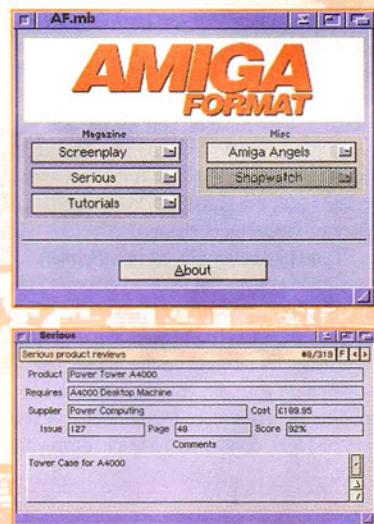 AF.mb
AMIGA
FORMAT
Magazine
Misc
Screenplay
Amiga Angels
Serious
Shopwatch
Tutorials
About
Serious
Serious product reviews #8/319 F
Product Power Tower A4000
Requires A4000 Desktop Machine
Supplier Power Computing Cost £189.95
Issue 127 Page 48 Score 92%
Comments
Tower Case for A4000